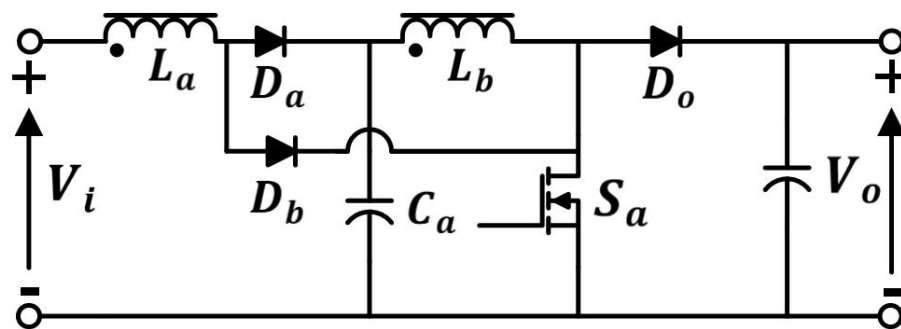 L_a D_a L_b D_o
+ +
V_i D_b C_a S_a V_o
- -